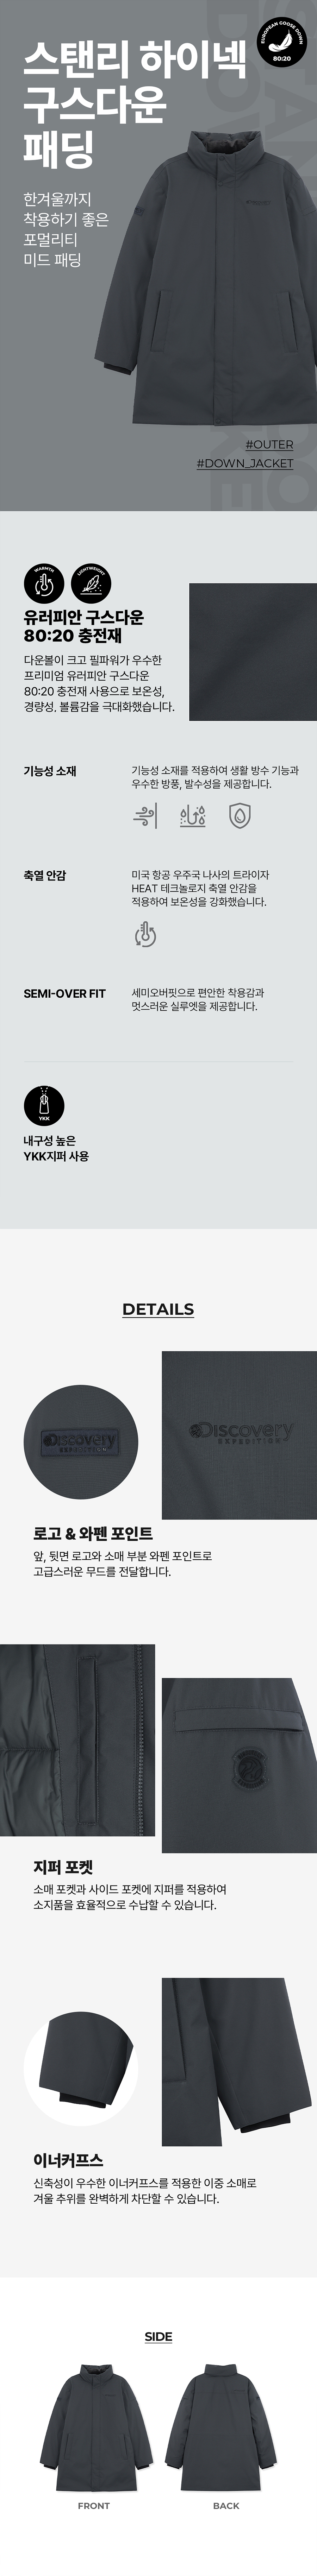 스탠리 하이넥
구스다운
패딩
EUROPEAN GOOSE DOWN
80:20
한겨울까지
착용하기 좋은
포멀리티
미드 패딩
Discovery
#OUTER
#DOWN_JACKET
WARMTH
LIGHTWEIGHT
유러피안 구스다운
80:20 충전재
다운볼이 크고 필파워가 우수한
프리미엄 유러피안 구스다운
80:20 충전재 사용으로 보온성,
경량성, 볼륨감을 극대화했습니다.
기능성 소재
기능성 소재를 적용하여 생활 방수 기능과
우수한 방풍, 발수성을 제공합니다.
축열 안감
미국 항공 우주국 나사의 트라이자
HEAT 테크놀로지 축열 안감을
적용하여 보온성을 강화했습니다.
SEMI-OVER FIT
세미오버핏으로 편안한 착용감과
멋스러운 실루엣을 제공합니다.
YKK
내구성 높은
YKK지퍼 사용
DETAILS
Discovery
EXPEDITION
Discovery
EXPEDITION
로고 & 와펜 포인트
앞, 뒷면 로고와 소매 부분 와펜 포인트로
고급스러운 무드를 전달합니다.
지퍼 포켓
소매 포켓과 사이드 포켓에 지퍼를 적용하여
소지품을 효율적으로 수납할 수 있습니다.
이너커프스
신축성이 우수한 이너커프스를 적용한 이중 소매로
겨울 추위를 완벽하게 차단할 수 있습니다.
SIDE
FRONT
BACK